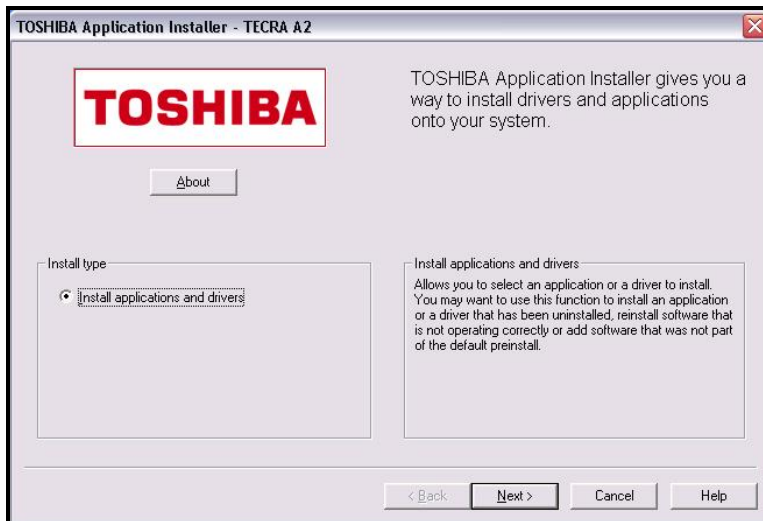 TOSHIBA Application Installer - TECRA A2
TOSHIBA
TOSHIBA Application Installer gives you a
way to install drivers and applications
onto your system.
About
Install type
Install applications and drivers
Install applications and drivers
Allows you to select an application or a driver to install.
You may want to use this function to install an application
or a driver that has been uninstalled, reinstall software that
is not operating correctly or add software that was not part
of the default preinstall.
< Back
Next >
Cancel
Help